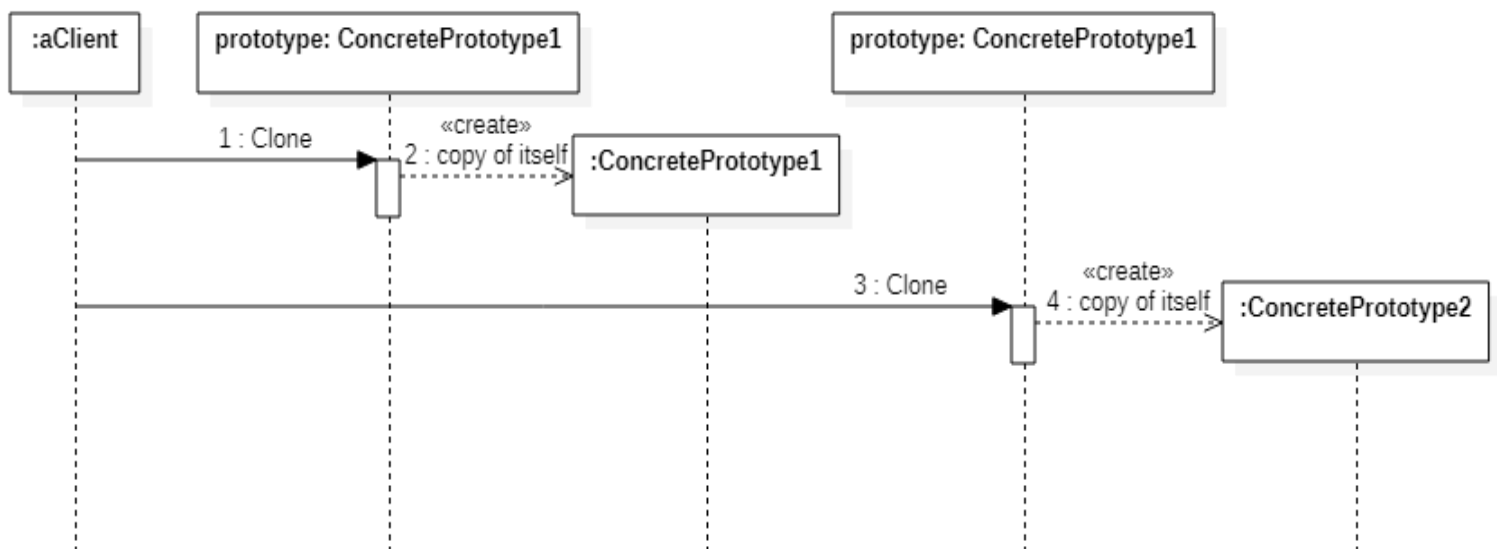 :aClient
prototype: ConcretePrototype1
prototype: ConcretePrototype1
1 : Clone
«create»
2 : copy of itself
:ConcretePrototype1
3 : Clone
«create»
4 : copy of itself
:ConcretePrototype2